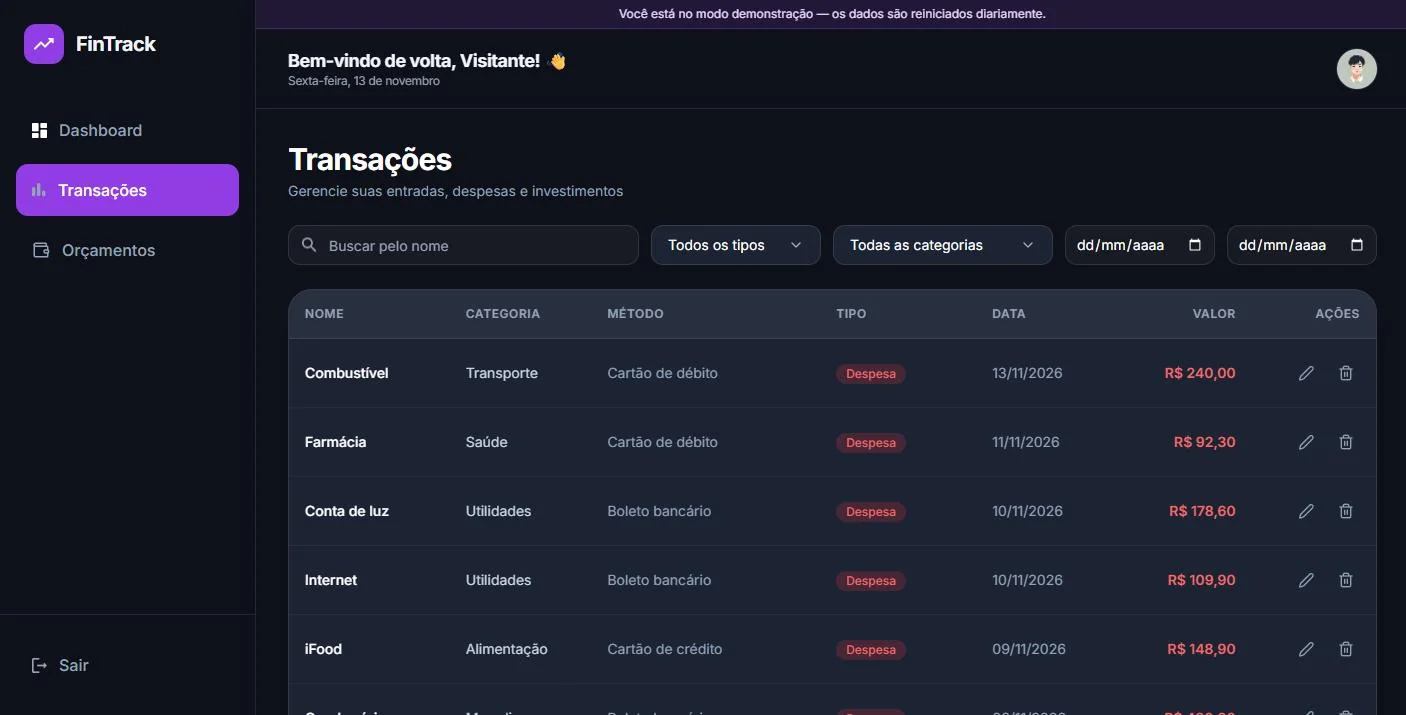 FinTrack
Dashboard
Transações
Orçamentos
Sair
Você está no modo demonstração — os dados são reiniciados diariamente.
Bem-vindo de volta, Visitante! 👋
Sexta-feira, 13 de novembro
Transações
Gerencie suas entradas, despesas e investimentos
Buscar pelo nome Todos os tipos Todas as categorias dd/mm/aaaa dd/mm/aaaa
NOME CATEGORIA MÉTODO TIPO DATA VALOR AÇÕES
Combustível Transporte Cartão de débito Despesa 13/11/2026 R$ 240,00
Farmácia Saúde Cartão de débito Despesa 11/11/2026 R$ 92,30
Conta de luz Utilidades Boleto bancário Despesa 10/11/2026 R$ 178,60
Internet Utilidades Boleto bancário Despesa 10/11/2026 R$ 109,90
iFood Alimentação Cartão de crédito Despesa 09/11/2026 R$ 148,90